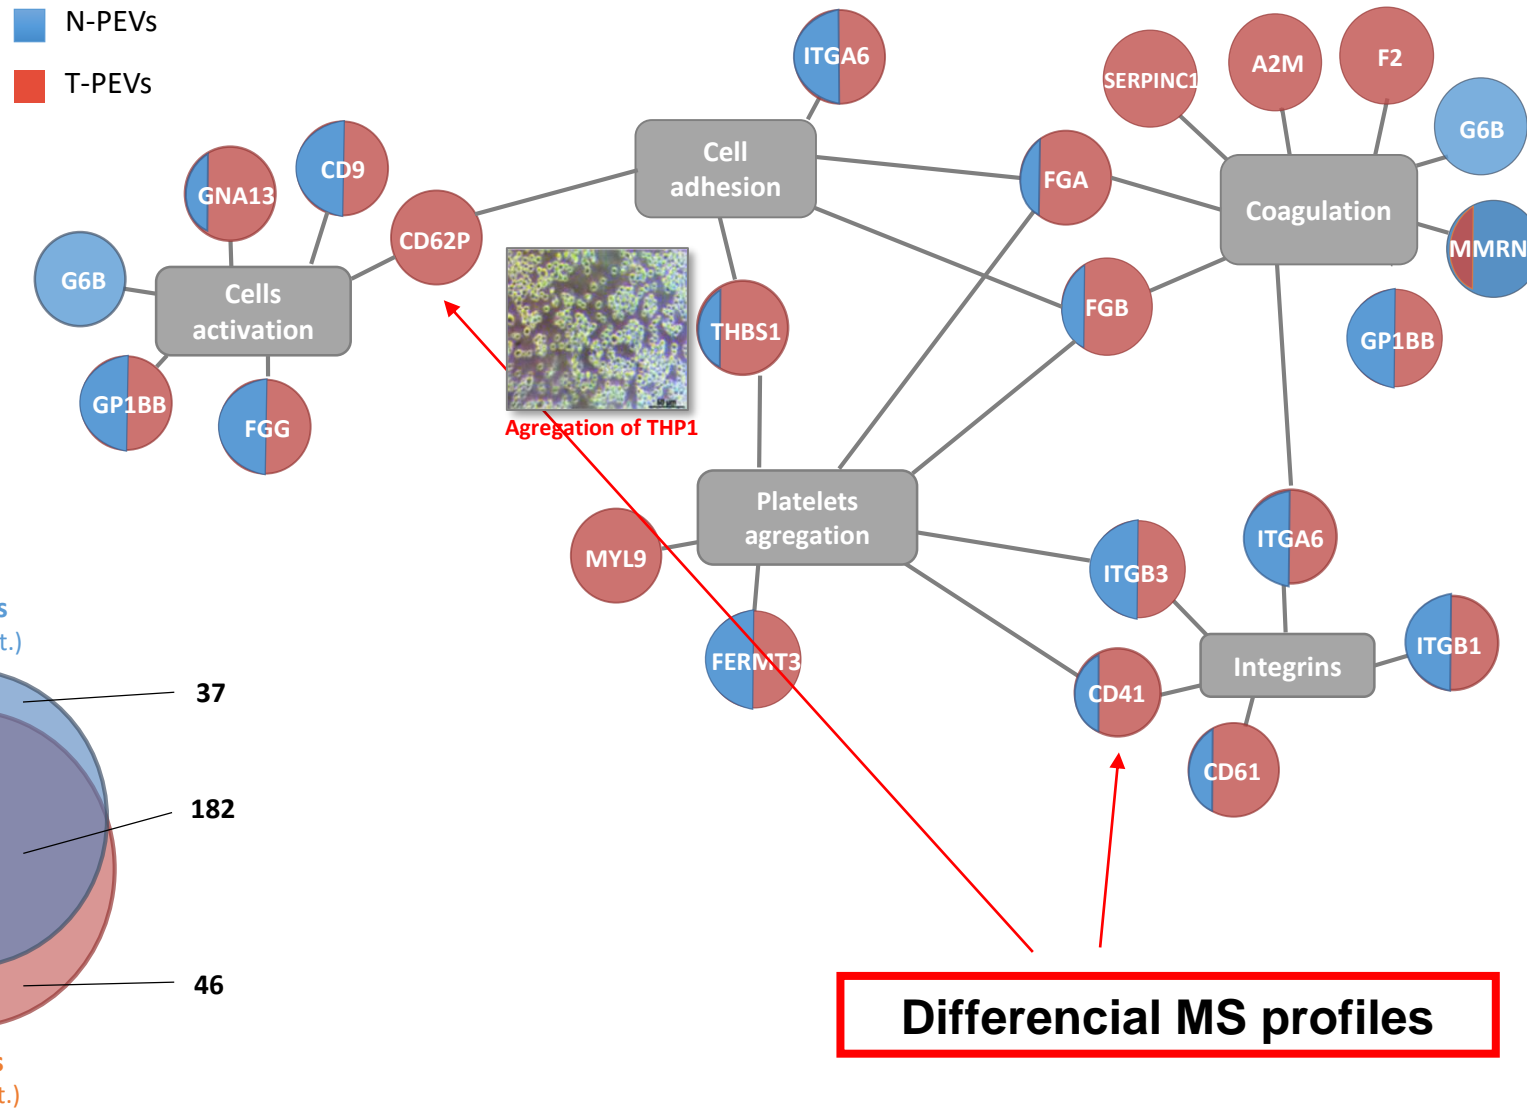 N-PEVs
T-PEVs
ITGA6
SERPINC1
A2M
F2
G6B
Cell
adhesion
CD9
GNA13
FGA
CD62P
Coagulation
MMRN
G6B
Cells
activation
THBS1
FGB
GP1BB
GP1BB
FGG
Agregation of THP1
Platelets
agregation
MYL9
ITGB3
ITGA6
FERMT3
CD41
Integrins
ITGB1
CD61
s
t.)
37
182
46
s
t.)
Differencial MS profiles